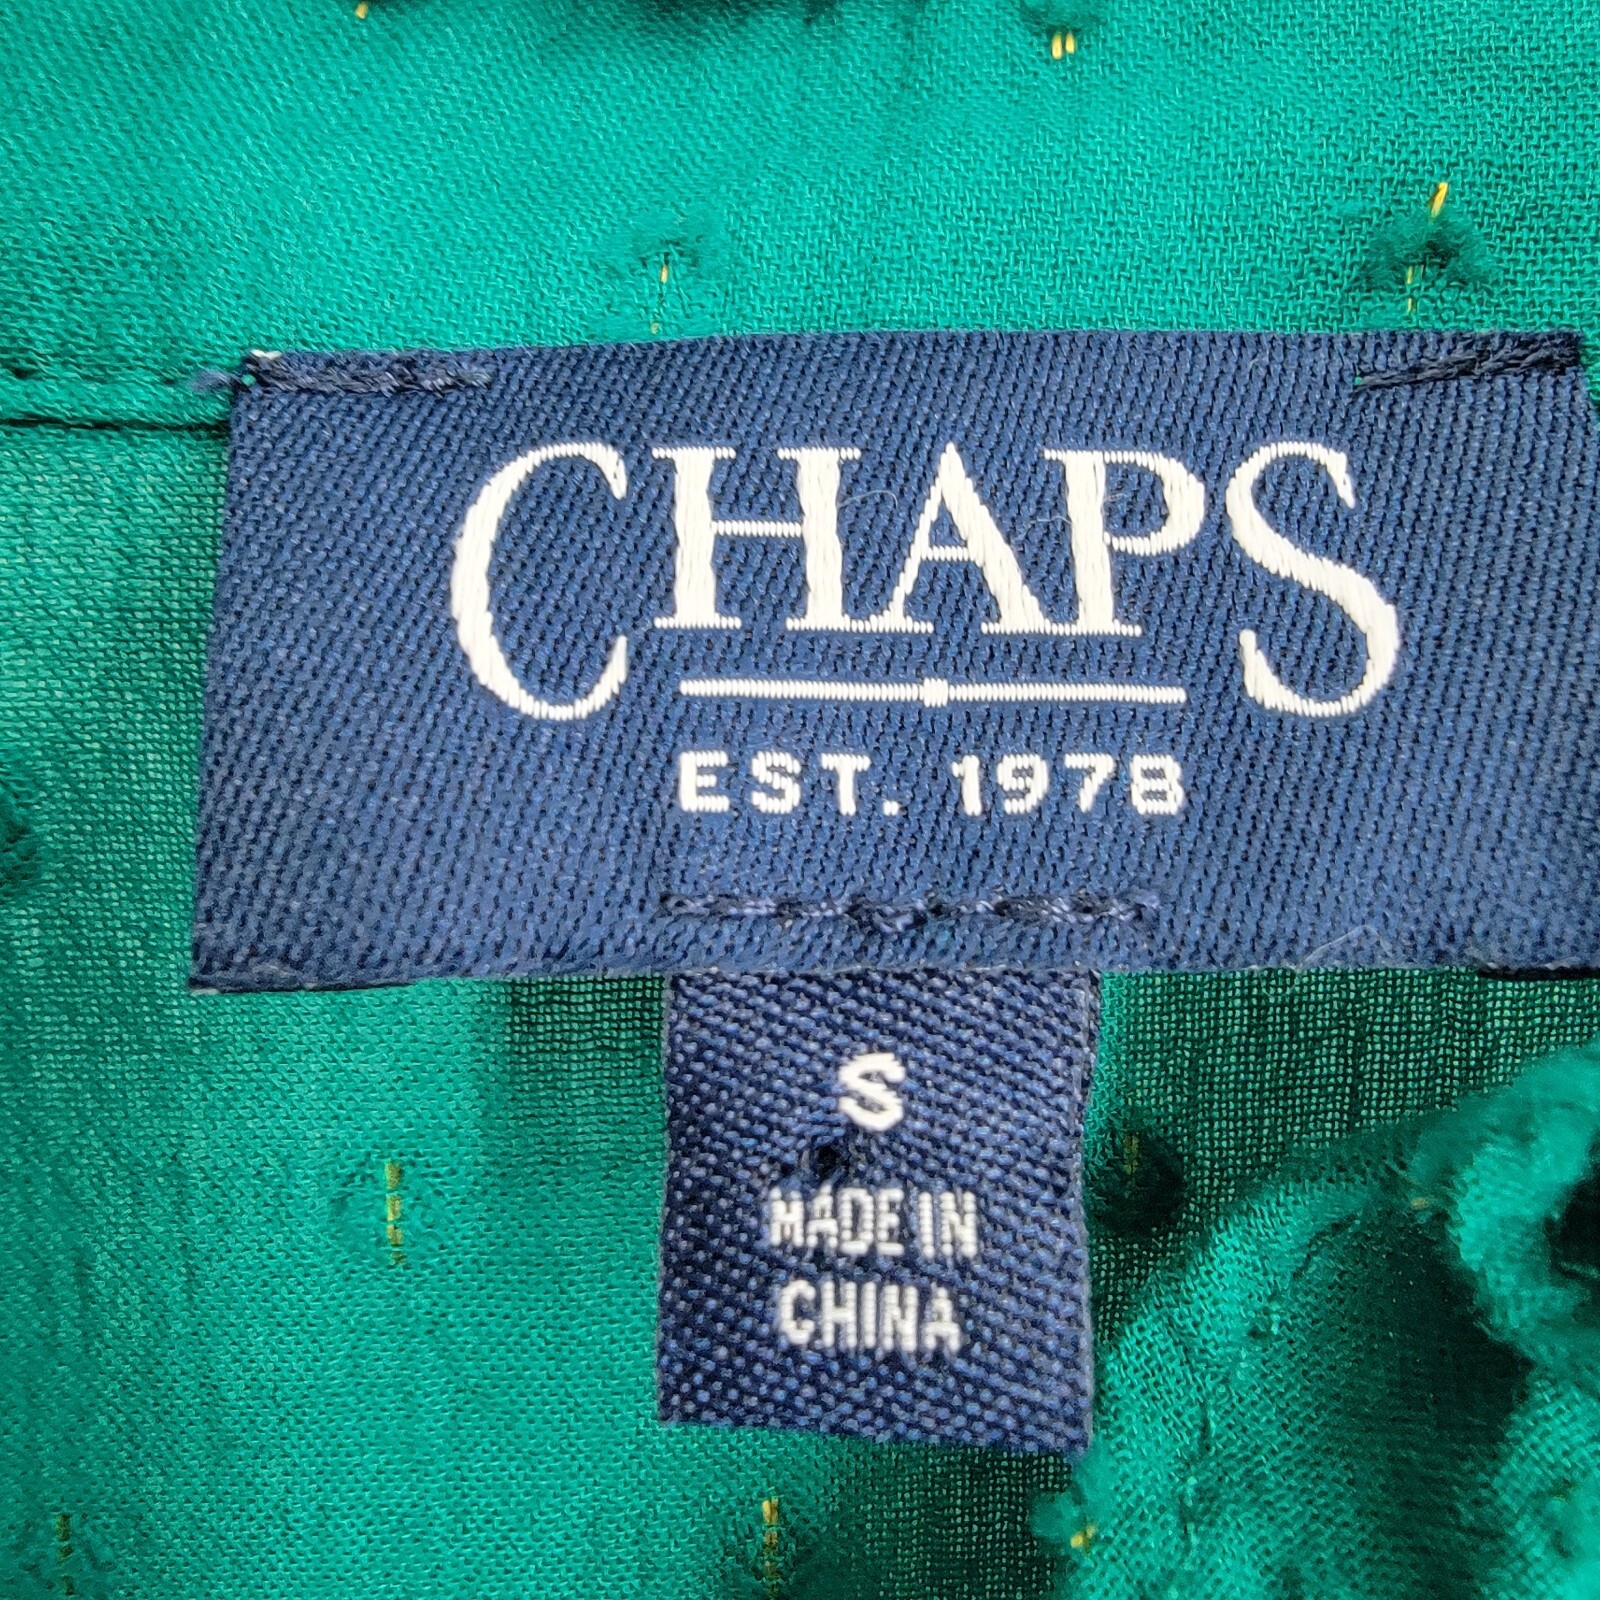 CHAPS
EST. 1978
S
MADE IN
CHINA